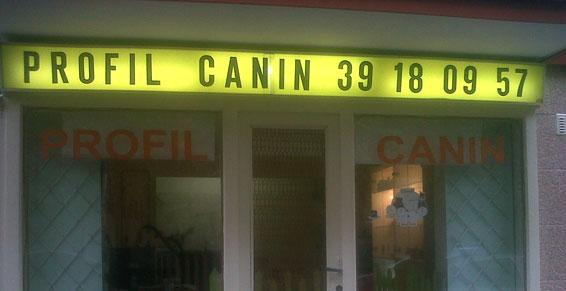 PROFIL CANIN 39 18 09 57
PROFIL CANIN